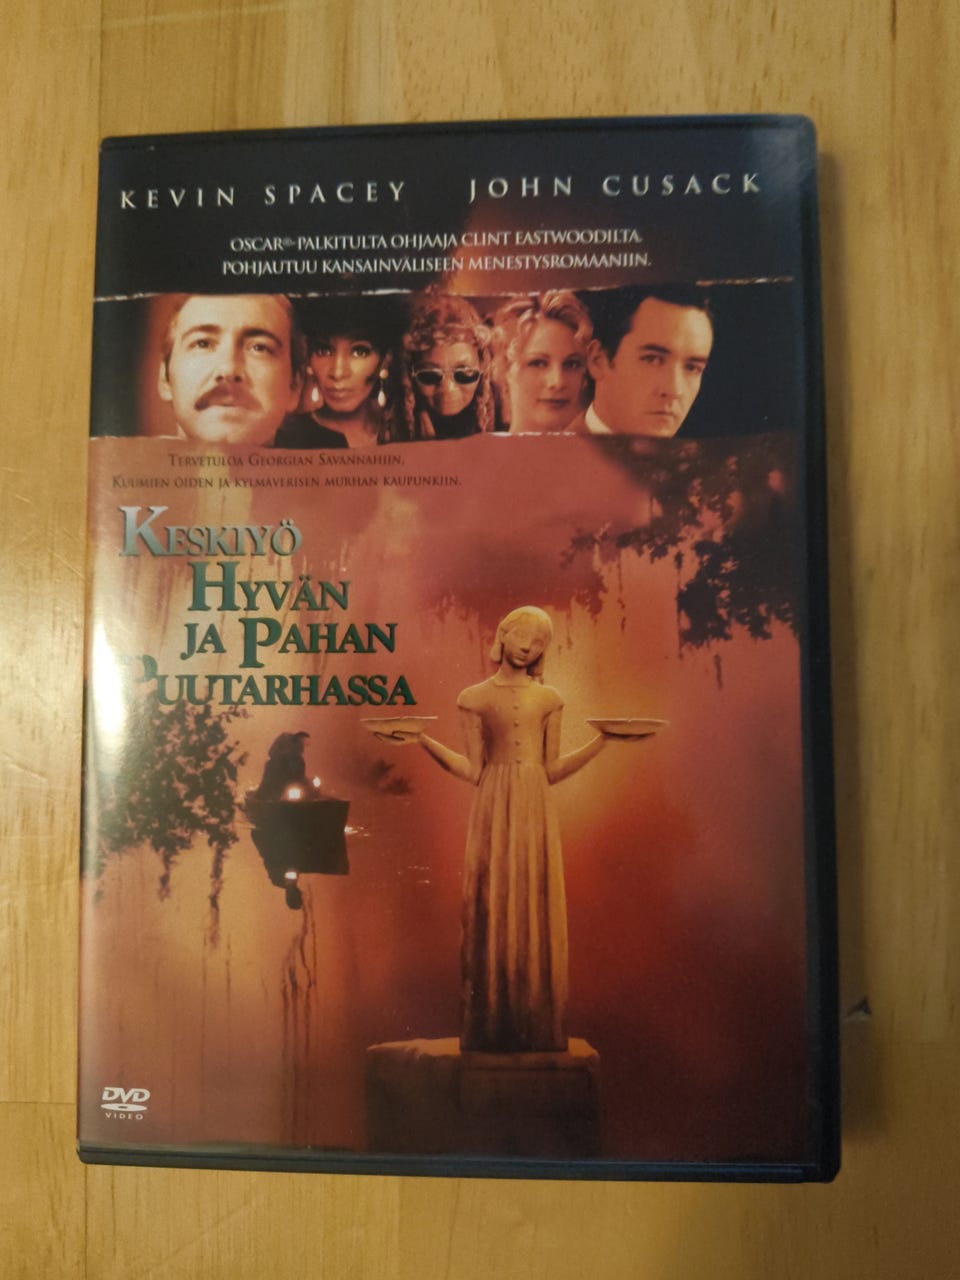 KEVIN SPACEY JOHN CUSACK
OSCAR®-PALKITULTA OHJAAJA CLINT EASTWOODILTA.
POHJAUTUU KANSAINVÄLISEEN MENESTYSROMAANIIN.
TERVETULOA GEORGIAN SAVANNAHIIN,
KUUMIEN ÖIDEN JA KYLMÄVERISEN MURHAN KAUPUNKIIN.
KESKIYÖ
HYVÄN
JA PAHAN
PUUTARHASSA
DVD
VIDEO